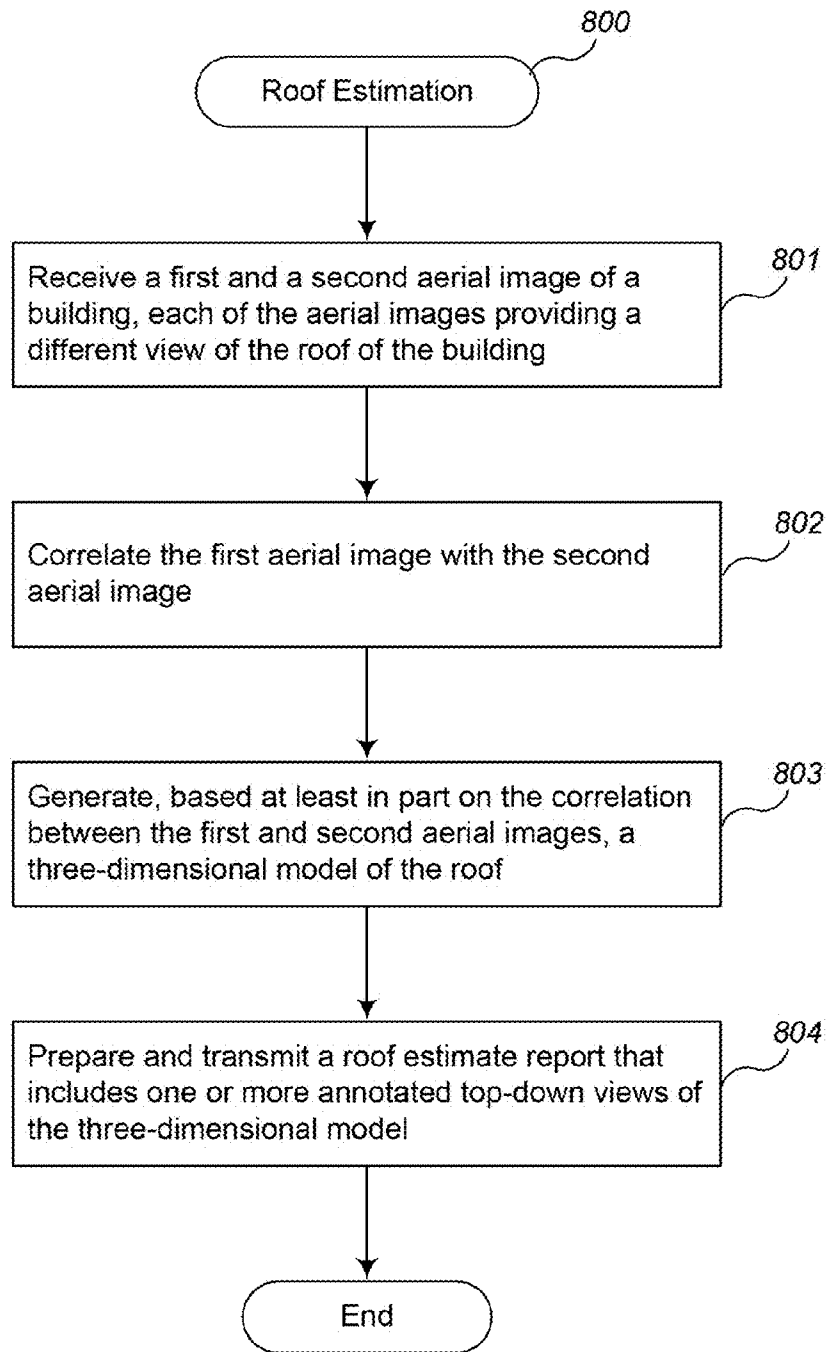 800
Roof Estimation
801
Receive a first and a second aerial image of a
building, each of the aerial images providing a
different view of the roof of the building
802
Correlate the first aerial image with the second
aerial image
803
Generate, based at least in part on the correlation
between the first and second aerial images, a
three-dimensional model of the roof
804
Prepare and transmit a roof estimate report that
includes one or more annotated top-down views of
the three-dimensional model
End